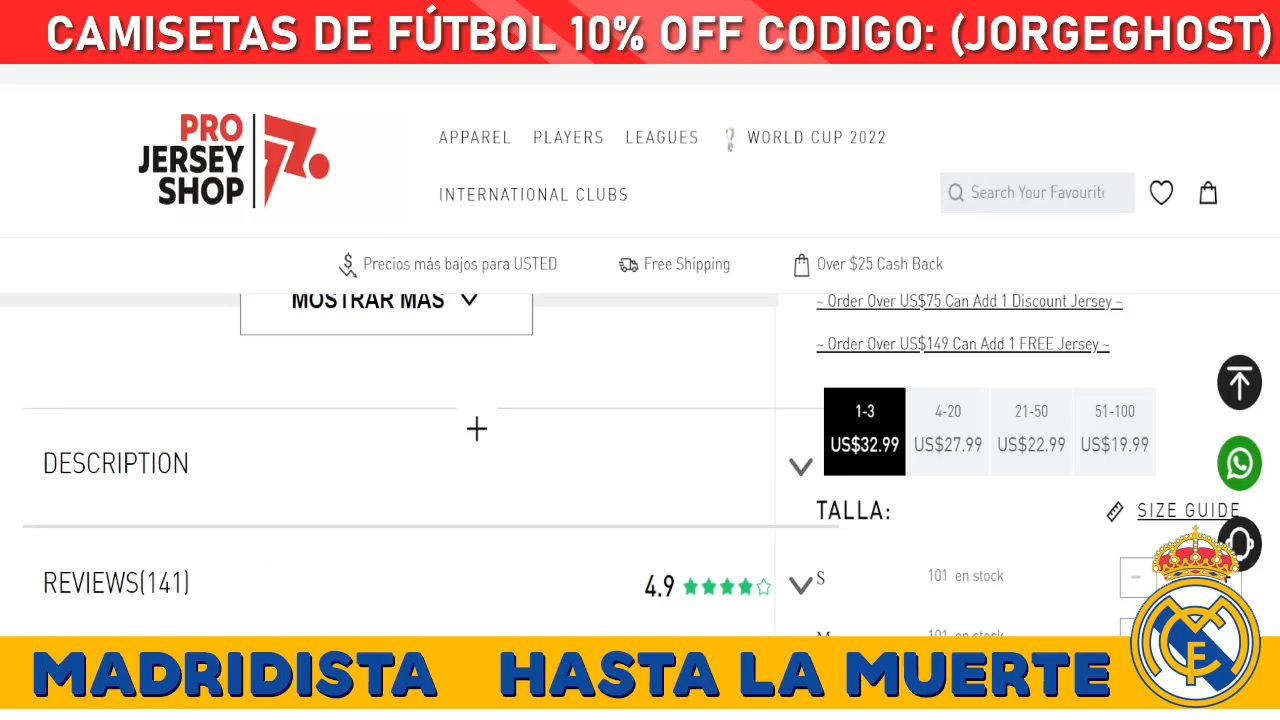 CAMISETAS DE FÚTBOL 10% OFF CODIGO: (JORGEGHOST)
PRO
JERSEY
SHOP
APPAREL PLAYERS LEAGUES WORLD CUP 2022
INTERNATIONAL CLUBS
Search Your Favourite
Precios más bajos para USTED
Free Shipping
Over $25 Cash Back
MOSTRAR MÁS
~ Order Over US$75 Can Add 1 Discount Jersey ~
~ Order Over US$149 Can Add 1 FREE Jersey ~
1-3 4-20 21-50 51-100
US$32.99 US$27.99 US$22.99 US$19.99
DESCRIPTION
TALLA: SIZE GUIDE
REVIEWS(141) 4.9
S 101 en stock
M 101 en stock
MADRIDISTA HASTA LA MUERTE